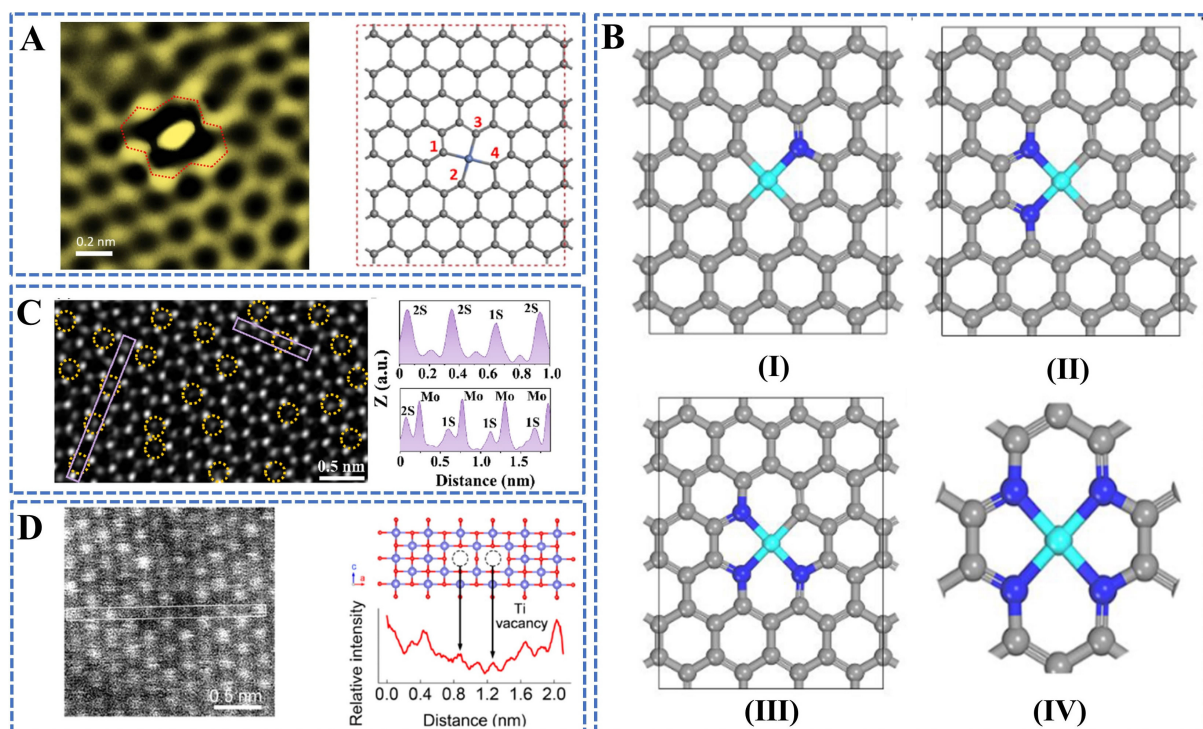 A
0.2 nm
1
2
3
4
B
(I)
(II)
(III)
(IV)
C
0.5 nm
Z (a.u.)
2S
2S
1S
2S
0.0 0.2 0.4 0.6 0.8 1.0
2S
Mo
1S
Mo
1S
Mo
1S
Mo
0.0 0.5 1.0 1.5
Distance (nm)
D
0.5 nm
c
a
Ti
vacancy
Relative intensity
0.0 0.4 0.8 1.2 1.6 2.0
Distance (nm)